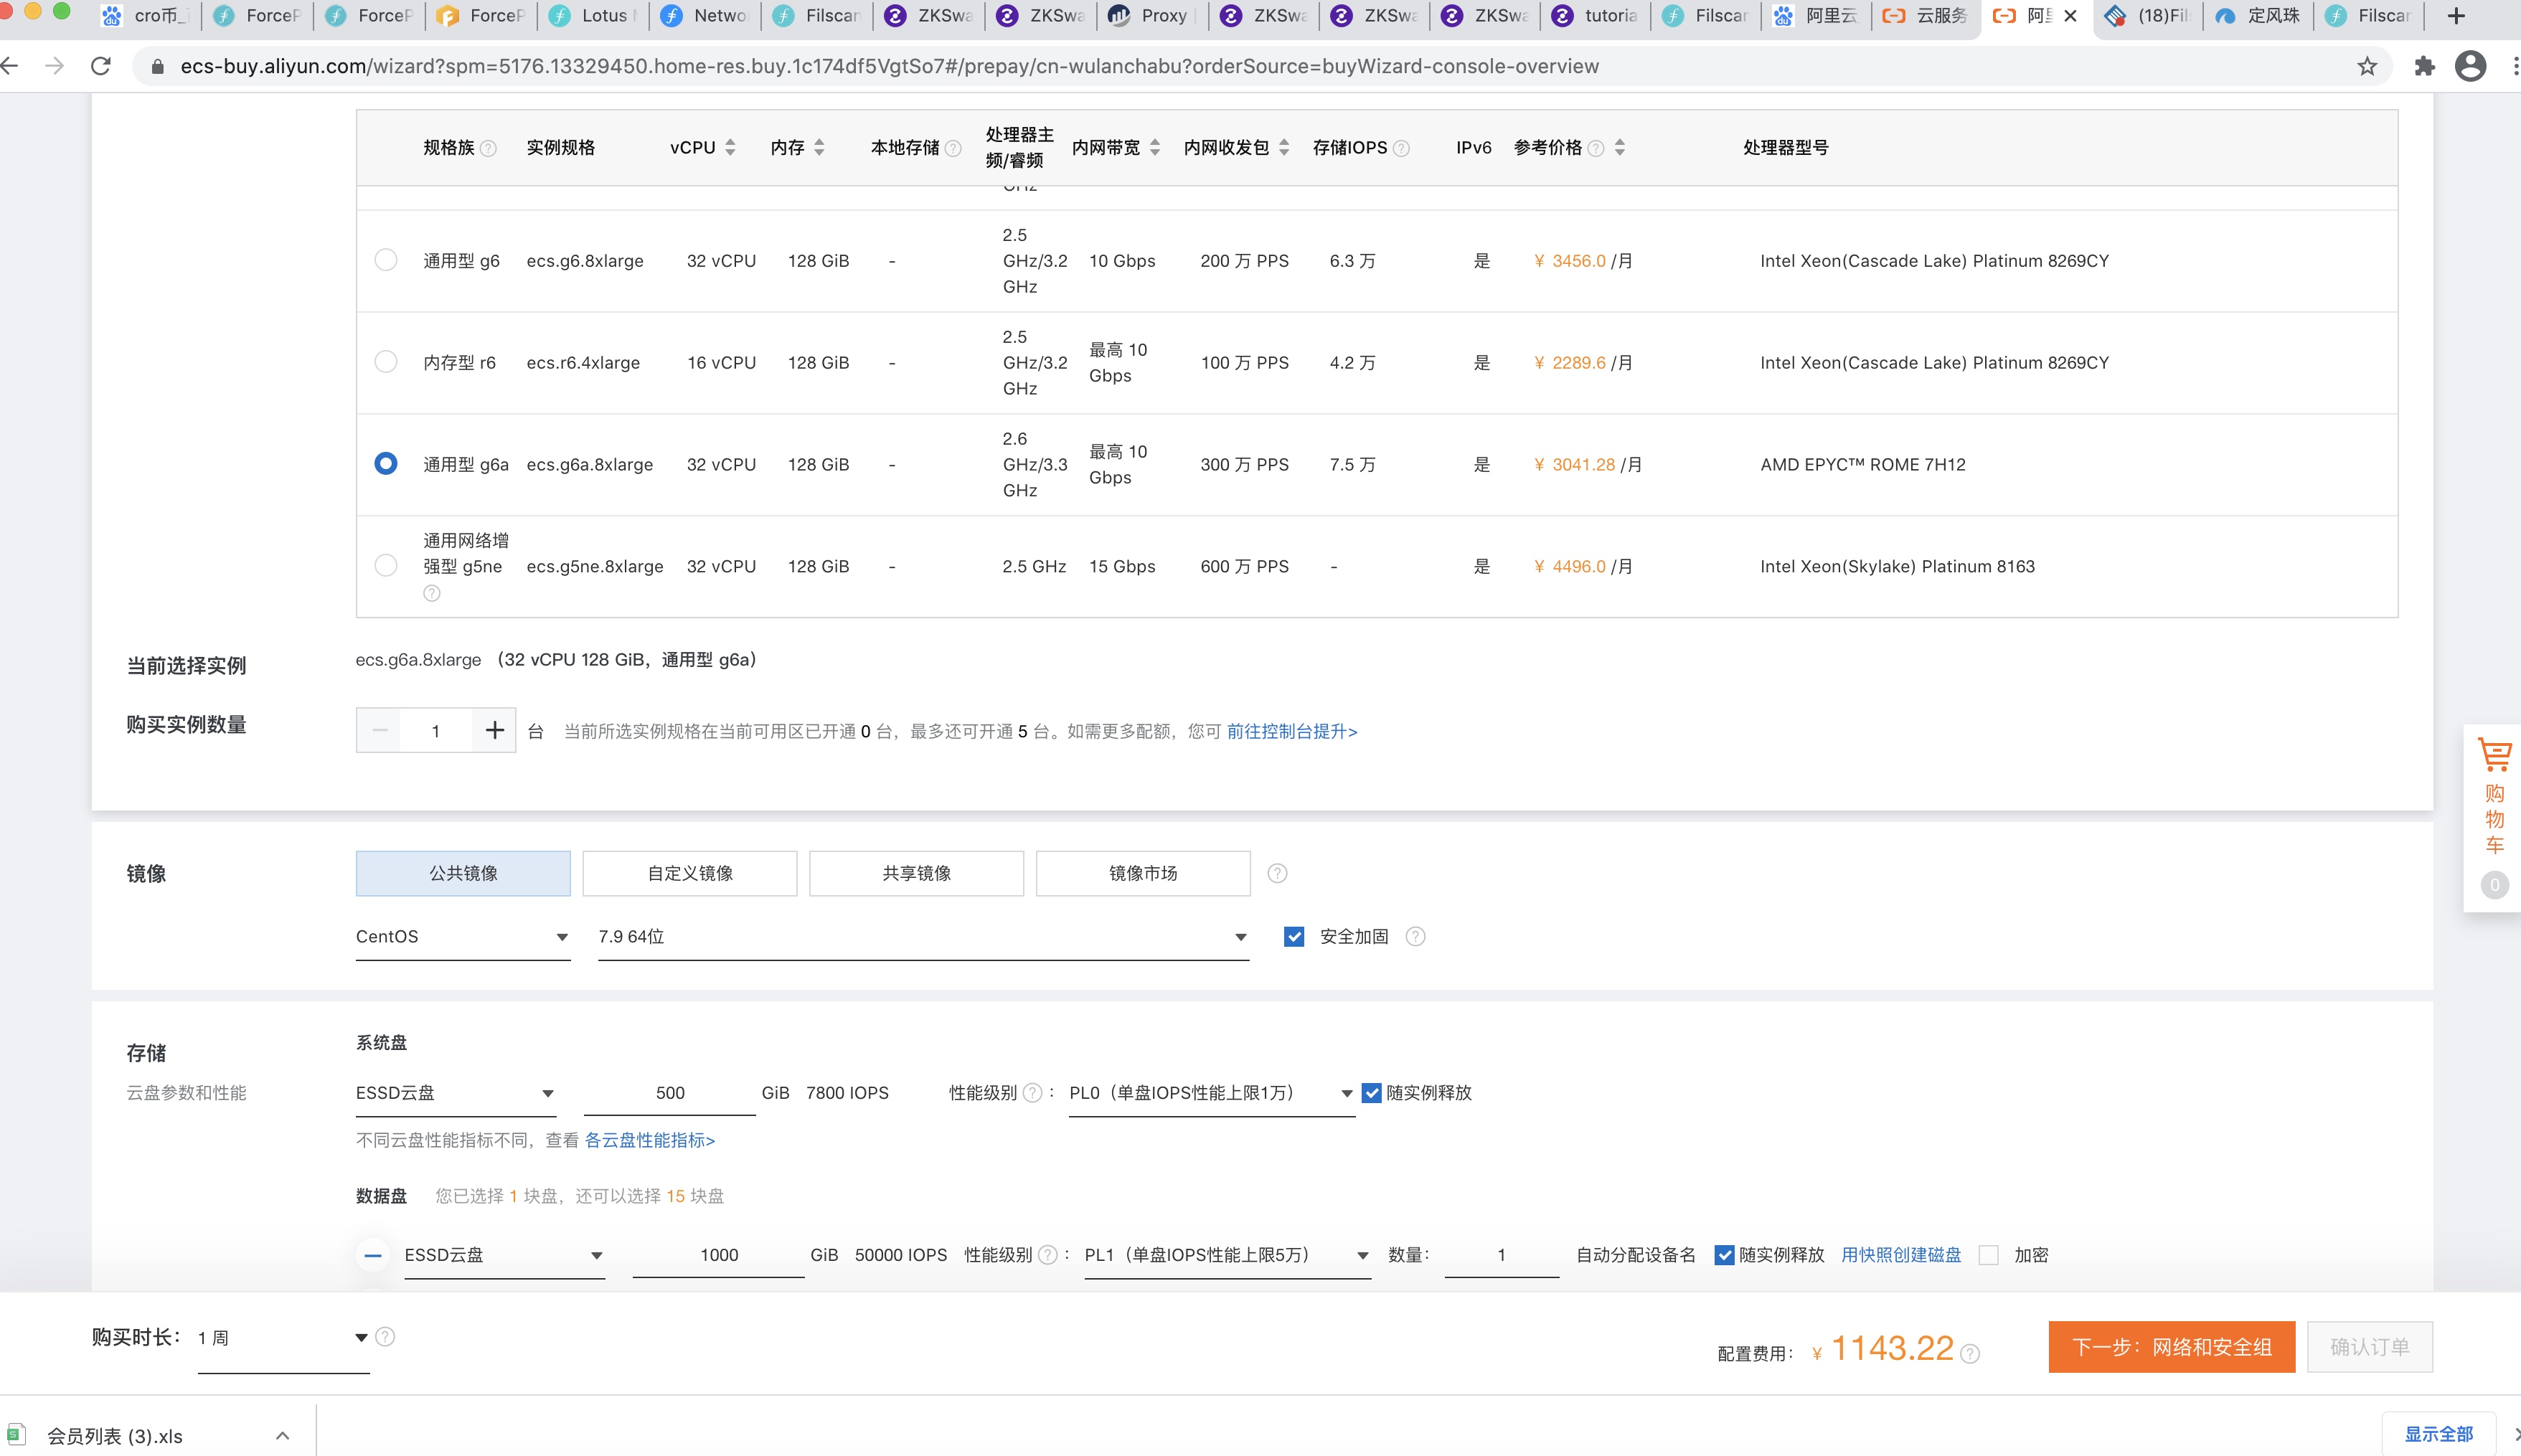 cro币_
ForceP
ForceP
ForceP
Lotus
Netwo
Filscan
ZKSwa
ZKSwa
Proxy
ZKSwa
ZKSwa
ZKSwa
tutoria
Filscan
阿里云
云服务
阿里
(18)Fil
定风珠
Filscan
ecs-buy.aliyun.com/wizard?spm=5176.13329450.home-res.buy.1c174df5VgtSo7#/prepay/cn-wulanchabu?orderSource=buyWizard-console-overview
规格族 实例规格 vCPU 内存 本地存储 处理器主频/睿频 内网带宽 内网收发包 存储IOPS IPv6 参考价格 处理器型号
GHz
通用型 g6 ecs.g6.8xlarge 32 vCPU 128 GiB - 2.5 GHz/3.2 GHz 10 Gbps 200 万 PPS 6.3 万 是 ¥ 3456.0 /月 Intel Xeon(Cascade Lake) Platinum 8269CY
内存型 r6 ecs.r6.4xlarge 16 vCPU 128 GiB - 2.5 GHz/3.2 GHz 最高 10 Gbps 100 万 PPS 4.2 万 是 ¥ 2289.6 /月 Intel Xeon(Cascade Lake) Platinum 8269CY
通用型 g6a ecs.g6a.8xlarge 32 vCPU 128 GiB - 2.6 GHz/3.3 GHz 最高 10 Gbps 300 万 PPS 7.5 万 是 ¥ 3041.28 /月 AMD EPYC™ ROME 7H12
通用网络增强型 g5ne ecs.g5ne.8xlarge 32 vCPU 128 GiB - 2.5 GHz 15 Gbps 600 万 PPS - 是 ¥ 4496.0 /月 Intel Xeon(Skylake) Platinum 8163
当前选择实例 ecs.g6a.8xlarge （32 vCPU 128 GiB，通用型 g6a）
购买实例数量 1 台 当前所选实例规格在当前可用区已开通 0 台，最多还可开通 5 台。如需更多配额，您可 前往控制台提升>
购物车
0
镜像 公共镜像 自定义镜像 共享镜像 镜像市场
CentOS 7.9 64位 安全加固
存储 系统盘
云盘参数和性能 ESSD云盘 500 GiB 7800 IOPS 性能级别 ： PL0（单盘IOPS性能上限1万） 随实例释放
不同云盘性能指标不同，查看 各云盘性能指标>
数据盘 您已选择 1 块盘，还可以选择 15 块盘
ESSD云盘 1000 GiB 50000 IOPS 性能级别 ： PL1（单盘IOPS性能上限5万） 数量： 1 自动分配设备名 随实例释放 用快照创建磁盘 加密
购买时长： 1 周 配置费用： ¥ 1143.22 下一步：网络和安全组 确认订单
会员列表 (3).xls 显示全部